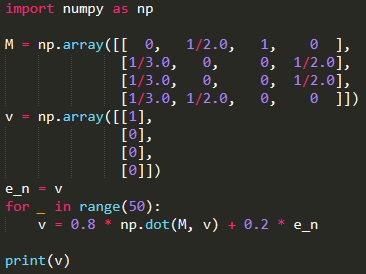 import numpy as np
M = np.array([[ 0, 1/2.0, 1, 0 ],
[1/3.0, 0, 0, 1/2.0],
[1/3.0, 0, 0, 1/2.0],
[1/3.0, 1/2.0, 0, 0 ]])
v = np.array([[1],
[0],
[0],
[0]])
e_n = v
for _ in range(50):
v = 0.8 * np.dot(M, v) + 0.2 * e_n
print(v)